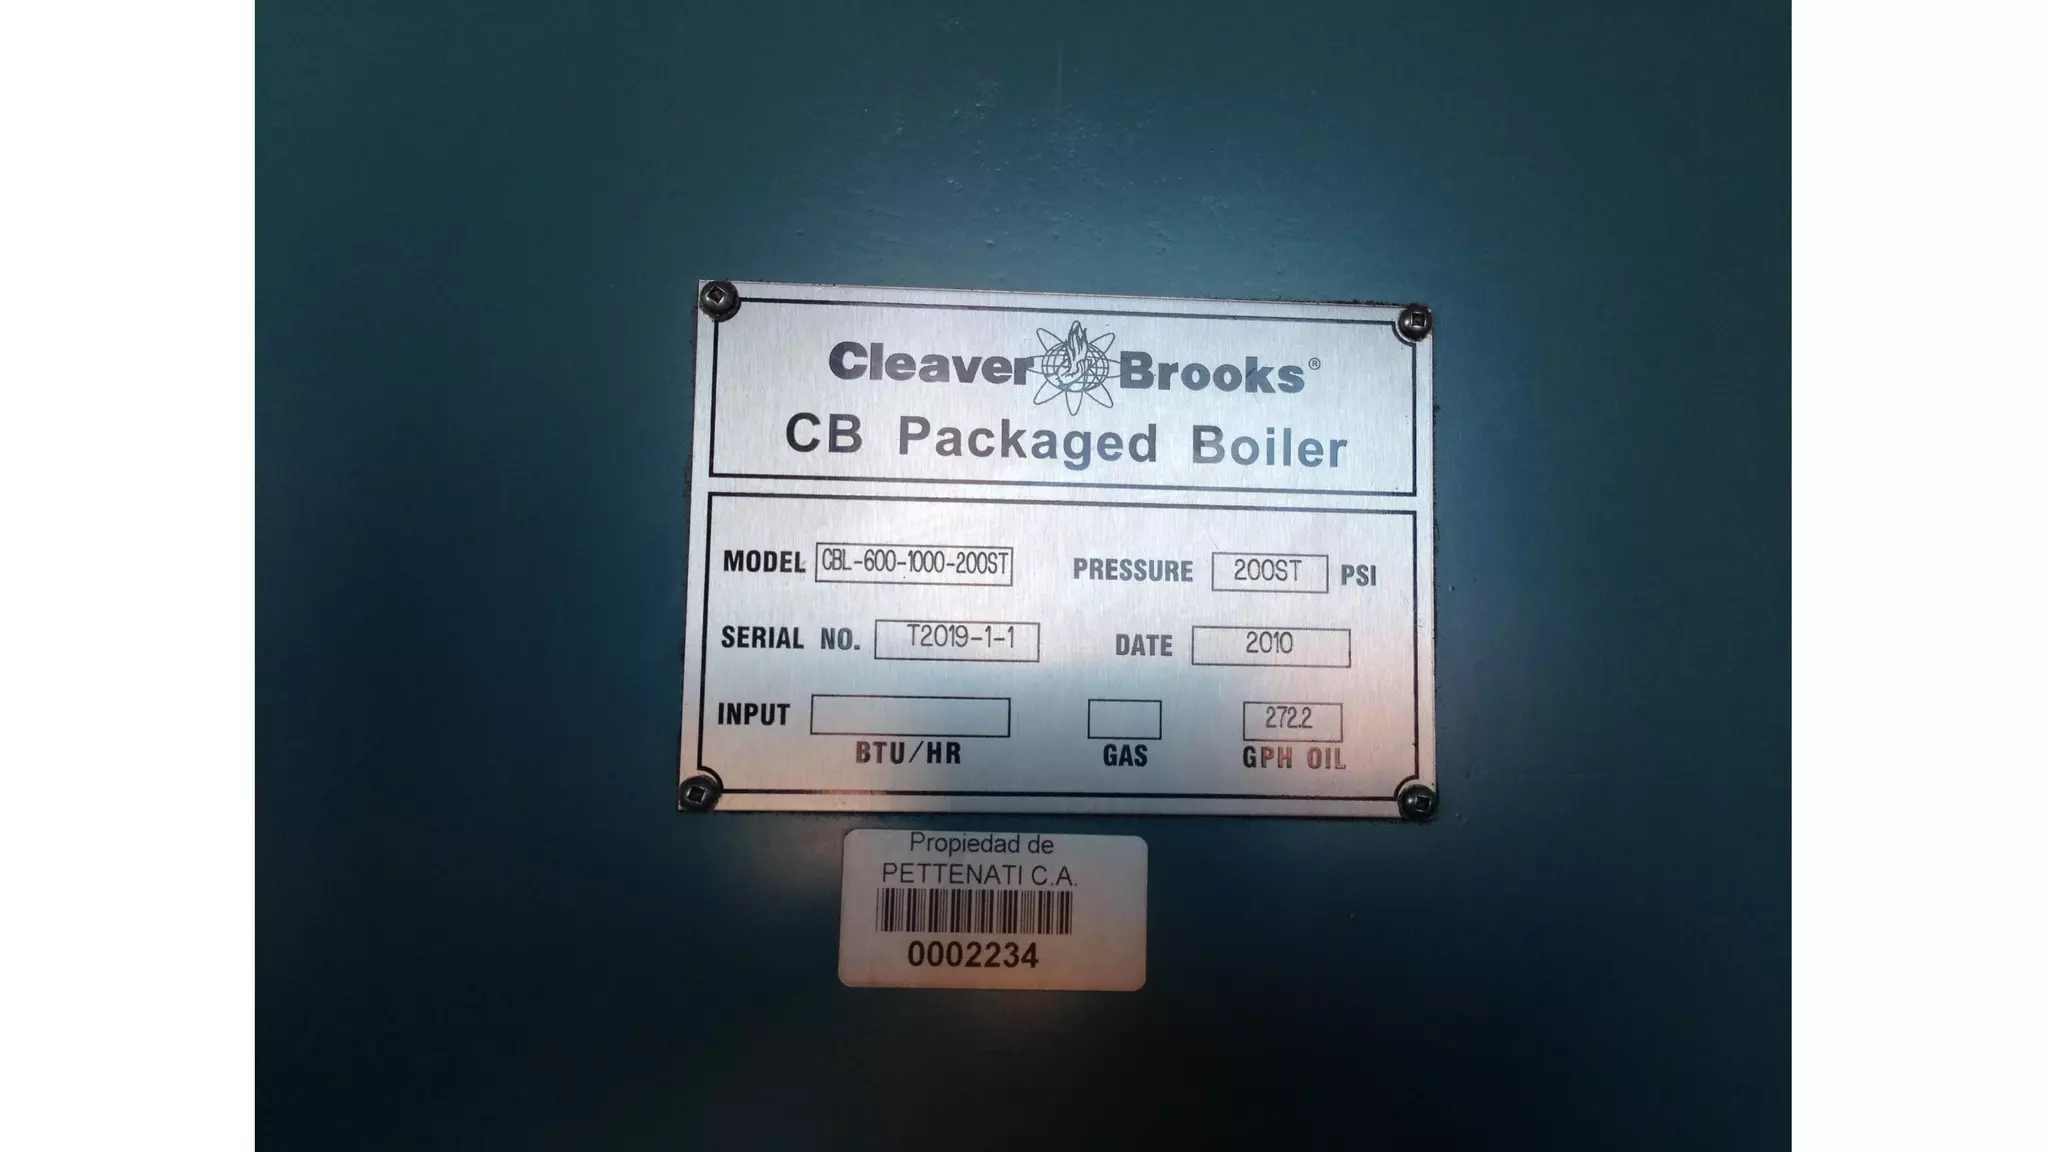 Cleaver Brooks®
CB Packaged Boiler
MODEL CBL-600-1000-200ST PRESSURE 200ST PSI
SERIAL NO. T2019-1-1 DATE 2010
INPUT 272.2
BTU/HR GAS GPH OIL
Propiedad de
PETTENATI C.A.
0002234